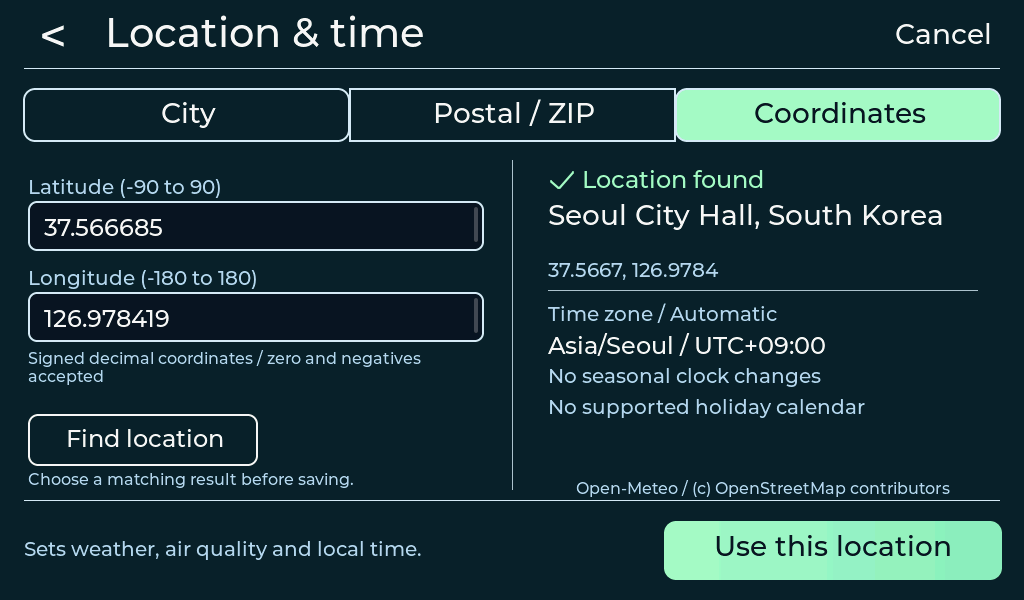 < Location & time Cancel
City Postal / ZIP Coordinates
Latitude (-90 to 90)
37.566685
Longitude (-180 to 180)
126.978419
Signed decimal coordinates / zero and negatives
accepted
Find location
Choose a matching result before saving.
✓ Location found
Seoul City Hall, South Korea
37.5667, 126.9784
Time zone / Automatic
Asia/Seoul / UTC+09:00
No seasonal clock changes
No supported holiday calendar
Open-Meteo / (c) OpenStreetMap contributors
Sets weather, air quality and local time.
Use this location